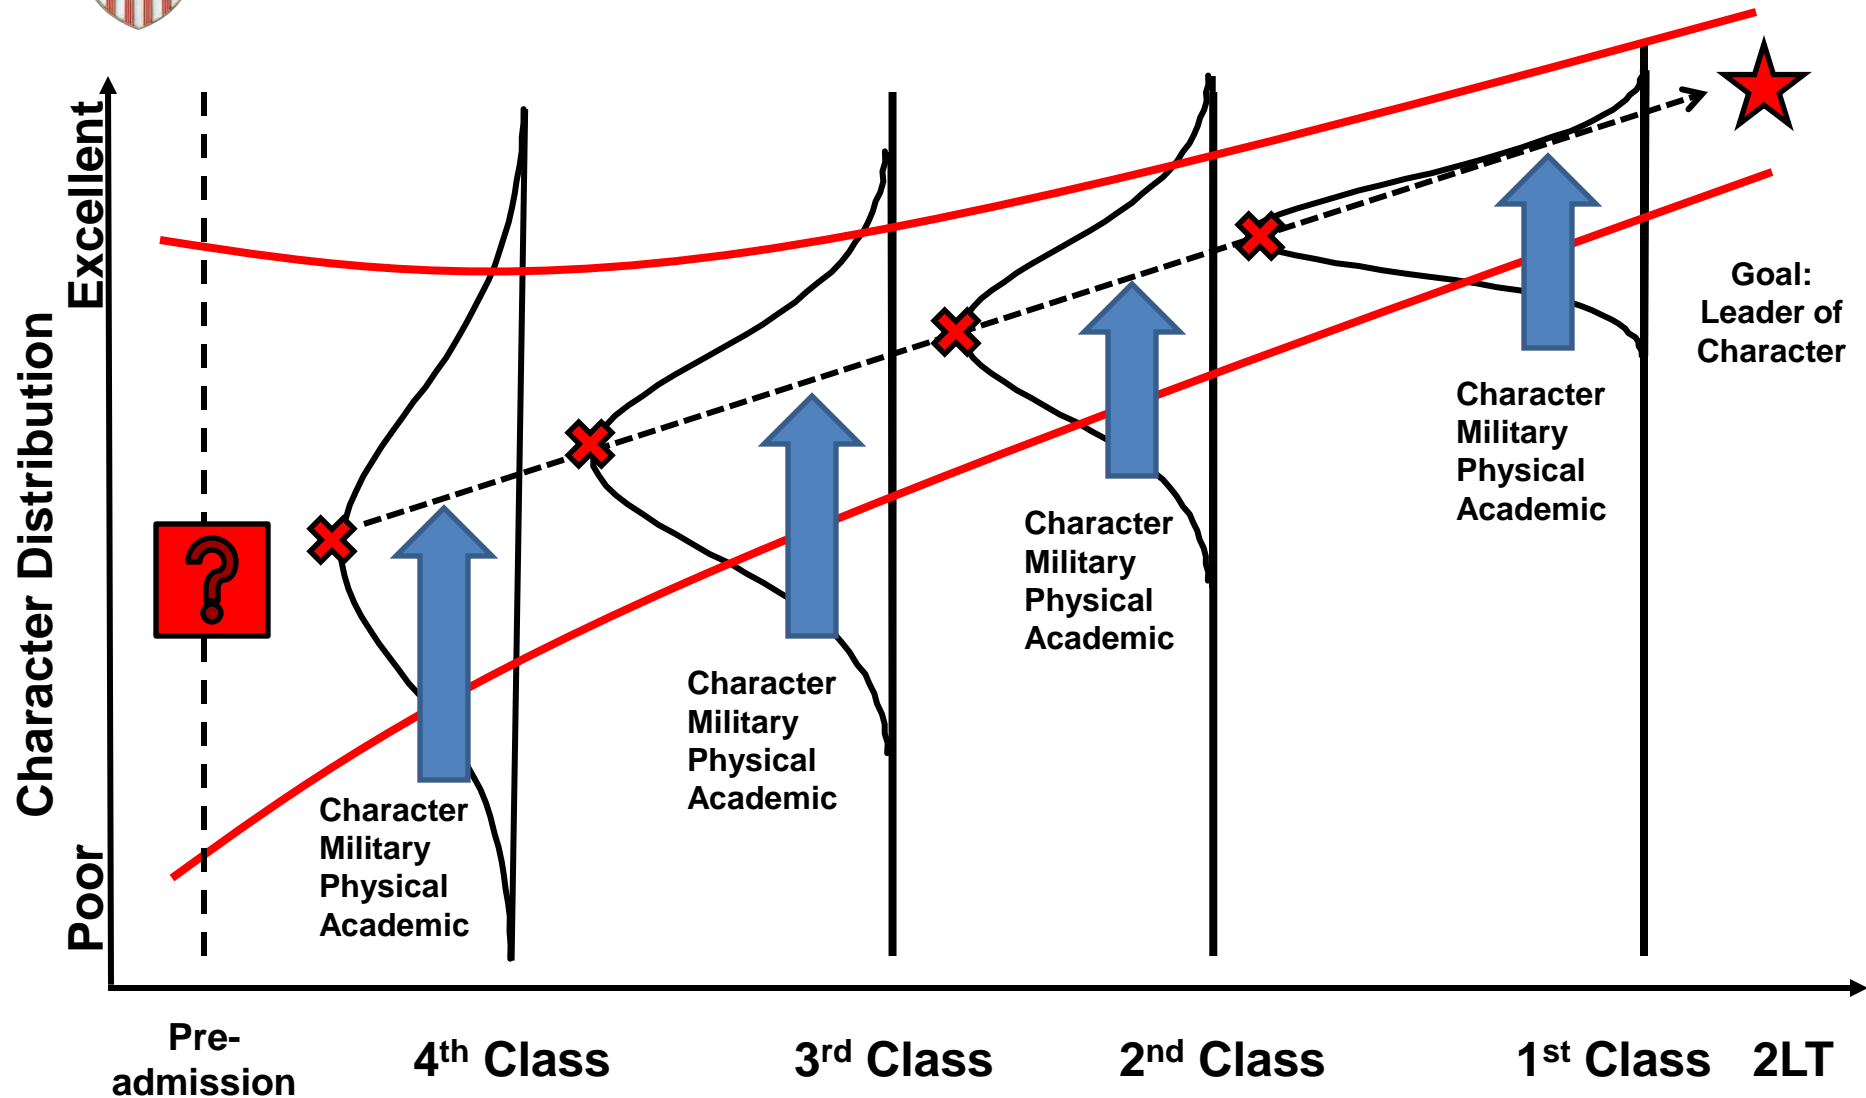 Character Distribution
Excellent
Poor
?
Character
Military
Physical
Academic
Character
Military
Physical
Academic
Character
Military
Physical
Academic
Character
Military
Physical
Academic
Goal:
Leader of
Character
Pre-
admission
4th Class
3rd Class
2nd Class
1st Class
2LT